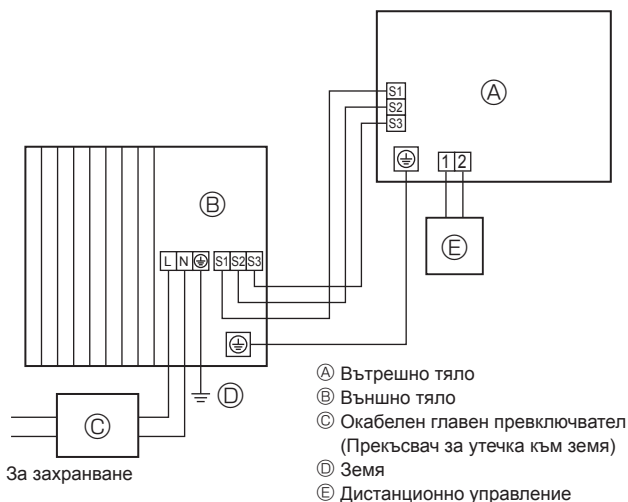 Ⓐ
S1
S2
S3
1 2
Ⓔ
Ⓑ
L N S1 S2 S3
Ⓓ
Ⓒ
За захранване
Ⓐ Вътрешно тяло
Ⓑ Външно тяло
Ⓒ Окабелен главен превключвател
(Прекъсвач за утечка към земя)
Ⓓ Земя
Ⓔ Дистанционно управление